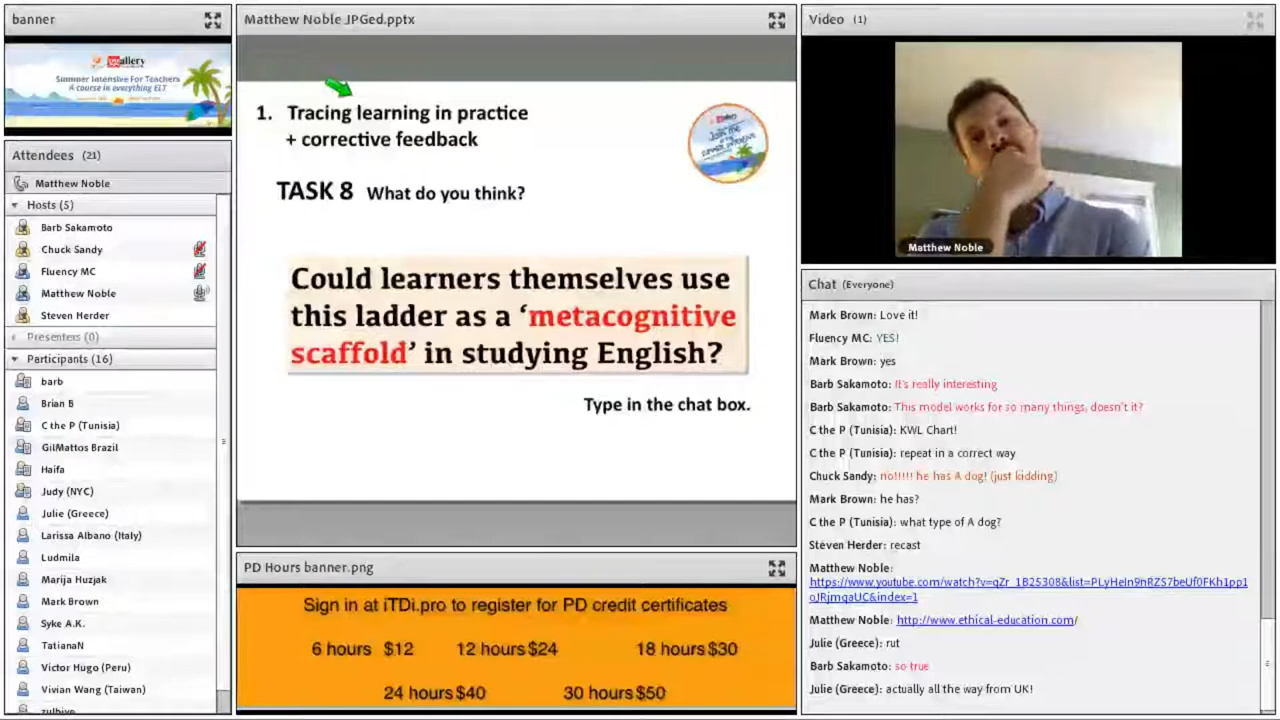 banner
Summer Intensive For Teachers
A course in everything ELT
Attendees (21)
Matthew Noble
Hosts (5)
Barb Sakamoto
Chuck Sandy
Fluency MC
Matthew Noble
Steven Herder
Presenters (0)
Participants (16)
barb
Brian B
C the P (Tunisia)
GilMattos Brazil
Haifa
Judy (NYC)
Julie (Greece)
Larissa Albano (Italy)
Ludmila
Marija Huzjak
Mark Brown
Syke A.K.
TatianaN
Victor Hugo (Peru)
Vivian Wang (Taiwan)
Matthew Noble JPGed.pptx
1. Tracing learning in practice
+ corrective feedback
Join me
TASK 8 What do you think?
Could learners themselves use
this ladder as a ‘metacognitive
scaffold’ in studying English?
Type in the chat box.
PD Hours banner.png
Sign in at iTDi.pro to register for PD credit certificates
6 hours $12 12 hours $24 18 hours $30
24 hours $40 30 hours $50
Video (1)
Matthew Noble
Chat (Everyone)
Mark Brown: Love it!
Fluency MC: YES!
Mark Brown: yes
Barb Sakamoto: It's really interesting
Barb Sakamoto: This model works for so many things, doesn't it?
C the P (Tunisia): KWL Chart!
C the P (Tunisia): repeat in a correct way
Chuck Sandy: no!!!!! he has A dog! (just kidding)
Mark Brown: he has?
C the P (Tunisia): what type of A dog?
Steven Herder: recast
Matthew Noble:
https://www.youtube.com/watch?v=qZr_1B25308&list=PLyHeIn9nRZS7beUf0FKh1pp1
oJRjmqaUC&index=1
Matthew Noble: http://www.ethical-education.com/
Julie (Greece): rut
Barb Sakamoto: so true
Julie (Greece): actually all the way from UK!